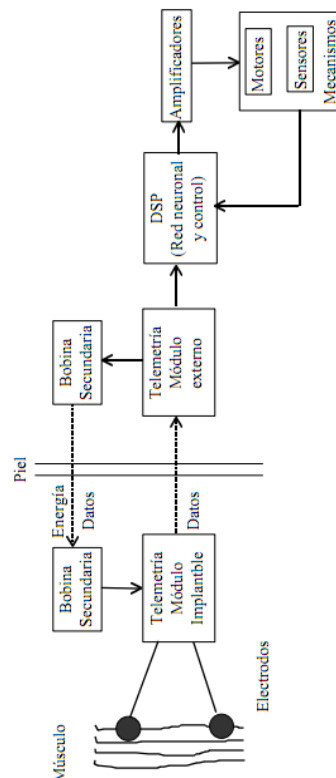 Músculo
Electrodos
Bobina
Secundaria
Telemetría
Módulo
Implantble
Energía
Datos
Datos
Piel
Bobina
Secundaria
Telemetría
Módulo
externo
DSP
(Red neuronal
y control)
Amplificadores
Motores
Sensores
Mecanismos